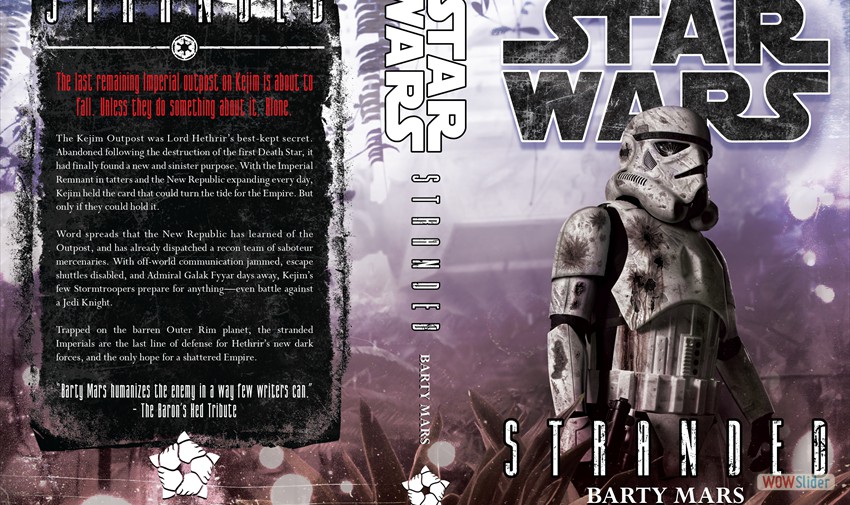 STRANDED
The last remaining Imperial outpost on Kejim is about to
fall. Unless they do something about it. Alone.
The Kejim Outpost was Lord Hethrir's best-kept secret.
Abandoned following the destruction of the first Death Star, it
had finally found a new and sinister purpose. With the Imperial
Remnant in tatters and the New Republic expanding every day,
Kejim held the card that could turn the tide for the Empire. But
only if they could hold it.
Word spreads that the New Republic has learned of the
Outpost, and has already dispatched a recon team of saboteur
mercenaries. With off-world communication jammed, escape
shuttles disabled, and Admiral Galak Fyyar days away, Kejim's
few Stormtroopers prepare for anything—even battle against
a Jedi Knight.
Trapped on the barren Outer Rim planet, the stranded
Imperials are the last line of defense for Hethrir's new dark
forces, and the only hope for a shattered Empire.
"Barty Mars humanizes the enemy in a way few writers can."
- The Baron's Red Tribute
STAR
WARS
STRANDED
BARTY MARS
STAR
WARS
STRANDED
BARTY MARS
WOWSlider